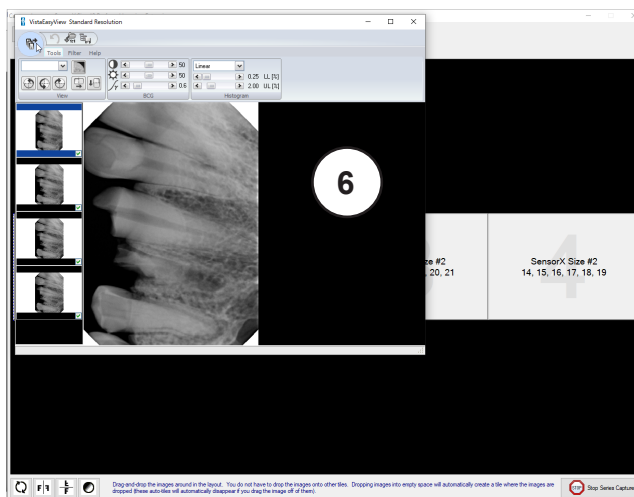 VistaEasyView Standard Resolution
Tools Filter Help
50
50
0.6
Linear
0.25 LL [%]
2.00 UL [%]
View
BCG
Histogram
6
ze #2
, 20, 21
4
SensorX Size #2
14, 15, 16, 17, 18, 19
Drag-and-drop the images around in the layout. You do not have to drop the images onto other tiles. Dropping images into empty space will automatically create a tile where the images are
dropped (these auto-tiles will automatically disappear if you drag the image off of them).
STOP Stop Series Capture